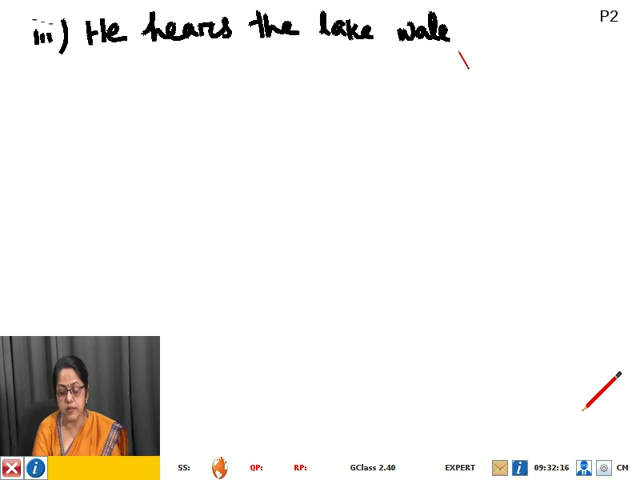 P2
iii) He hears the lake wate
SS:
QP:
RP:
GClass 2.40
EXPERT
09:32:16
CM